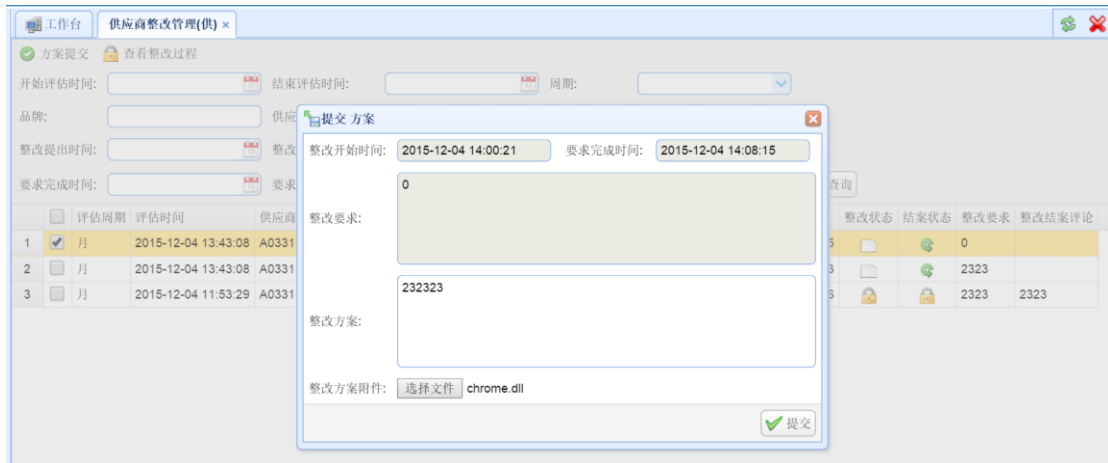 工作台 供应商整改管理(供) ×
方案提交 查看整改过程
开始评估时间: 结束评估时间: 周期:
品牌: 供应
提交 方案
整改提出时间: 整改
整改开始时间: 2015-12-04 14:00:21 要求完成时间: 2015-12-04 14:08:15
要求完成时间: 要求 查询
整改要求: 0
评估周期 评估时间 供应商 整改状态 结案状态 整改要求 整改结案评论
1 月 2015-12-04 13:43:08 A0331 0
2 月 2015-12-04 13:43:08 A0331 2323
3 月 2015-12-04 11:53:29 A0331 2323 2323
整改方案: 232323
整改方案附件: 选择文件 chrome.dll
提交